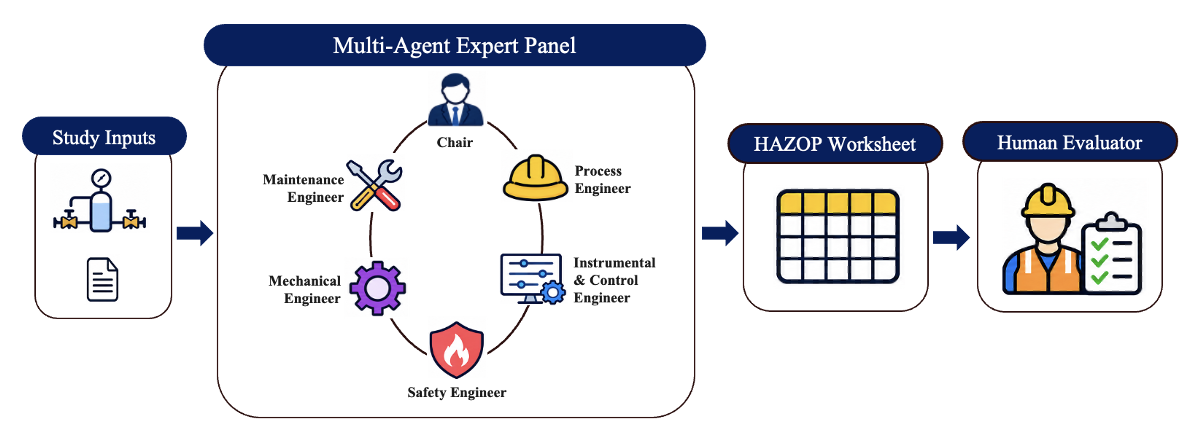 Multi-Agent Expert Panel
Study Inputs
Chair
Maintenance
Engineer
Process
Engineer
Mechanical
Engineer
Instrumental
& Control
Engineer
Safety Engineer
HAZOP Worksheet
Human Evaluator